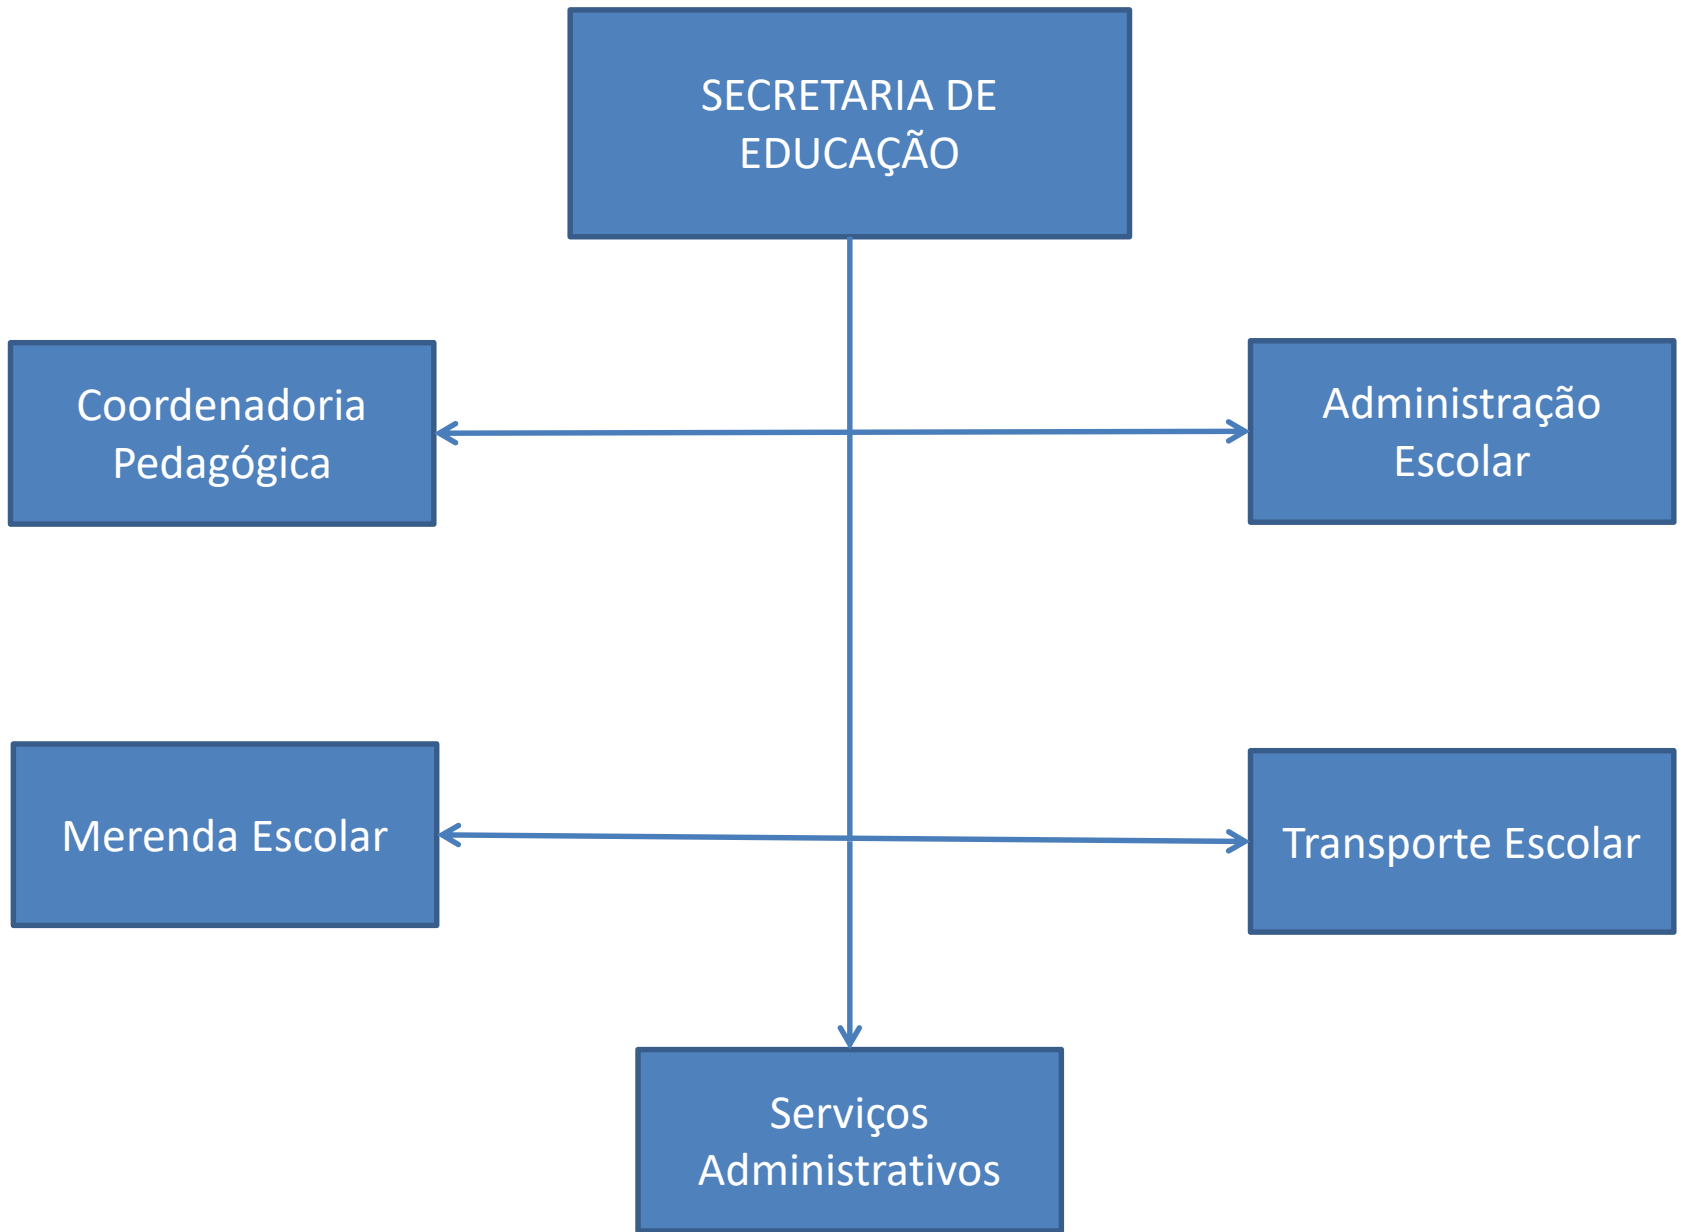 SECRETARIA DE
EDUCAÇÃO
Coordenadoria
Pedagógica
Administração
Escolar
Merenda Escolar
Transporte Escolar
Serviços
Administrativos